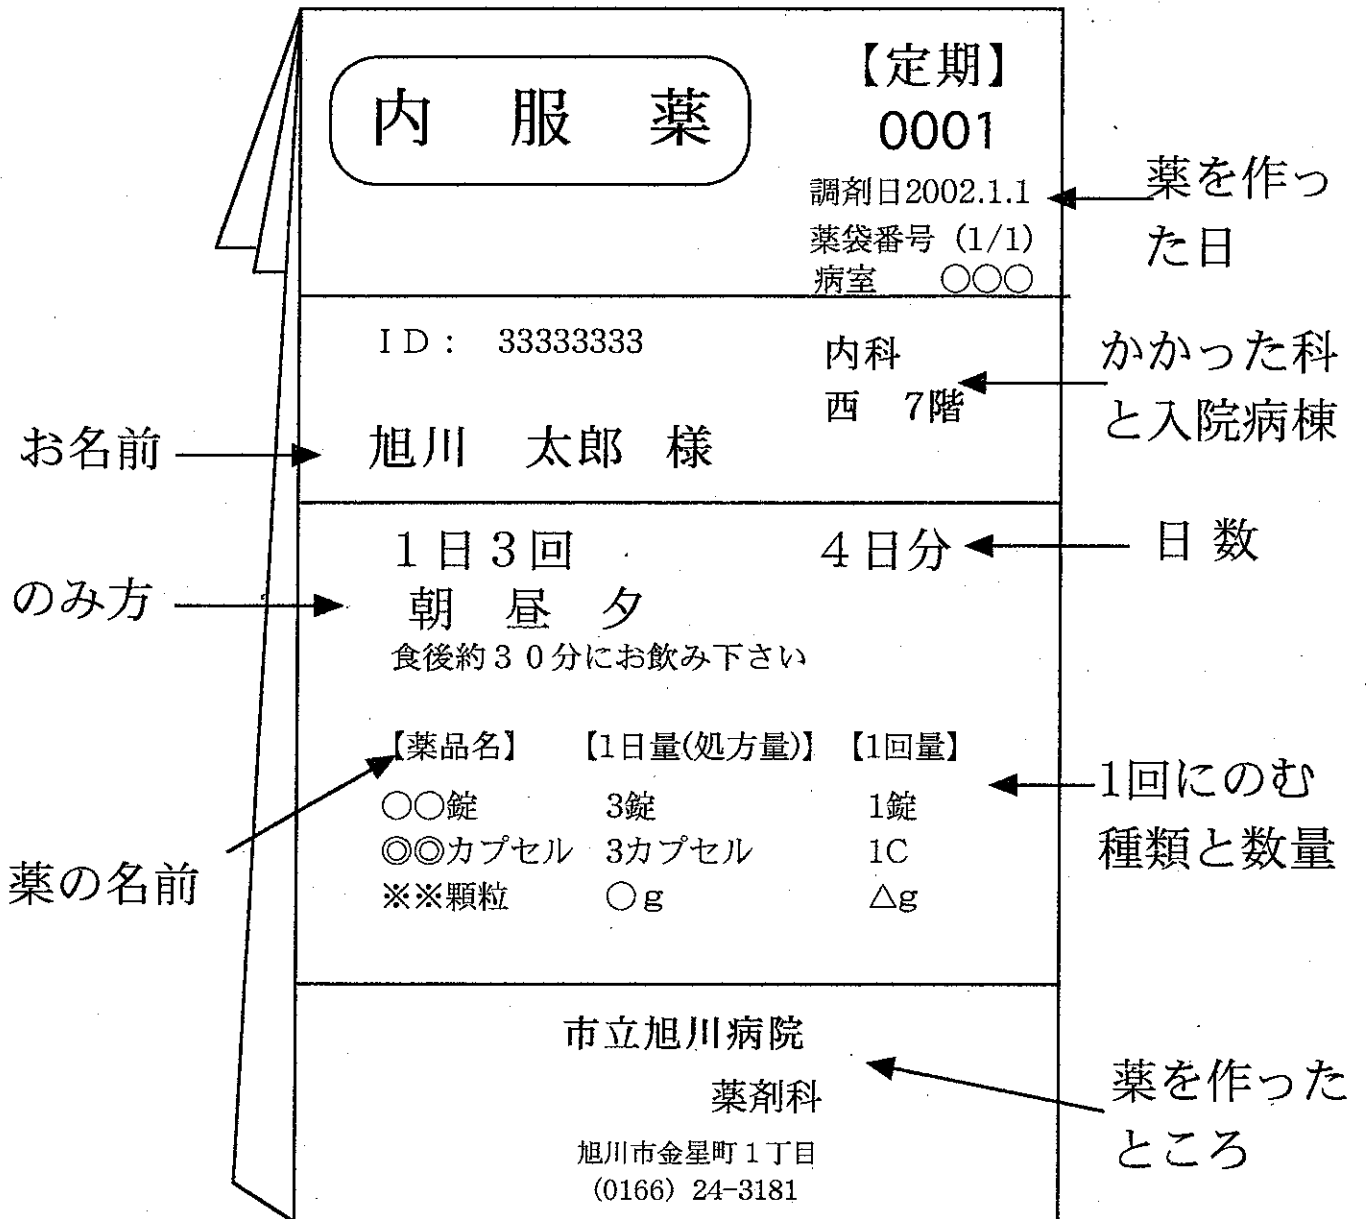 内 服 薬
【定期】
0001
調剤日2002.1.1
薬袋番号 (1/1)
病室 ○○○
薬を作っ
た日
ID: 33333333
内科
西 7階
かかった科
と入院病棟
お名前
旭川 太郎 様
1日3回
4日分
日数
のみ方
朝 昼 夕
食後約30分にお飲み下さい
【薬品名】 【1日量(処方量)】 【1回量】
○○錠 3錠 1錠
◎◎カプセル 3カプセル 1C
※※顆粒 ○g △g
1回にのむ
種類と数量
薬の名前
市立旭川病院
薬剤科
旭川市金星町1丁目
(0166) 24-3181
薬を作った
ところ